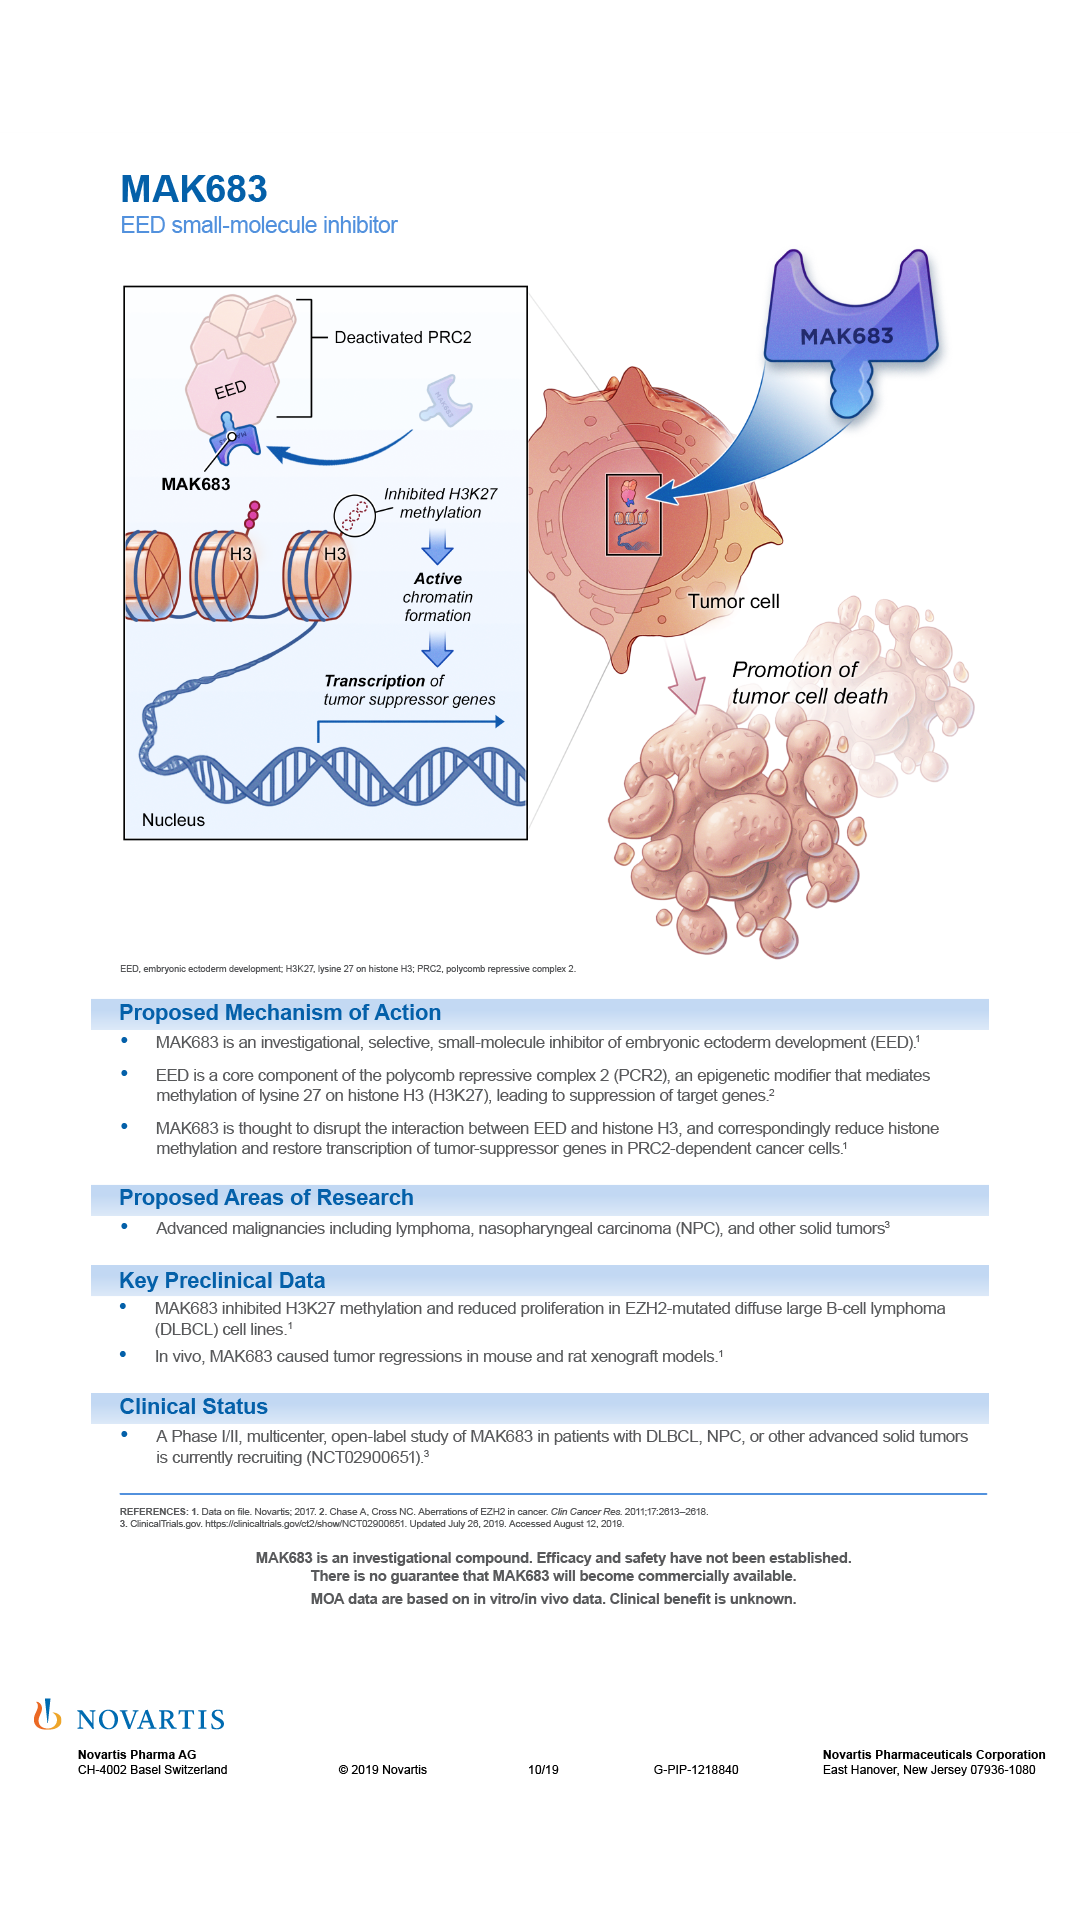 MAK683
EED small-molecule inhibitor
MAK683
Deactivated PRC2
EED
MAK683
MAK683
Inhibited H3K27
methylation
H3
H3
Active
chromatin
formation
Transcription of
tumor suppressor genes
Nucleus
Tumor cell
Promotion of
tumor cell death
EED, embryonic ectoderm development; H3K27, lysine 27 on histone H3; PRC2, polycomb repressive complex 2.
Proposed Mechanism of Action
• MAK683 is an investigational, selective, small-molecule inhibitor of embryonic ectoderm development (EED).¹
• EED is a core component of the polycomb repressive complex 2 (PCR2), an epigenetic modifier that mediates
methylation of lysine 27 on histone H3 (H3K27), leading to suppression of target genes.²
• MAK683 is thought to disrupt the interaction between EED and histone H3, and correspondingly reduce histone
methylation and restore transcription of tumor-suppressor genes in PRC2-dependent cancer cells.¹
Proposed Areas of Research
• Advanced malignancies including lymphoma, nasopharyngeal carcinoma (NPC), and other solid tumors³
Key Preclinical Data
• MAK683 inhibited H3K27 methylation and reduced proliferation in EZH2-mutated diffuse large B-cell lymphoma
(DLBCL) cell lines.¹
• In vivo, MAK683 caused tumor regressions in mouse and rat xenograft models.¹
Clinical Status
• A Phase I/II, multicenter, open-label study of MAK683 in patients with DLBCL, NPC, or other advanced solid tumors
is currently recruiting (NCT02900651).³
REFERENCES: 1. Data on file. Novartis; 2017. 2. Chase A, Cross NC. Aberrations of EZH2 in cancer. Clin Cancer Res. 2011;17:2613–2618.
3. ClinicalTrials.gov. https://clinicaltrials.gov/ct2/show/NCT02900651. Updated July 26, 2019. Accessed August 12, 2019.
MAK683 is an investigational compound. Efficacy and safety have not been established.
There is no guarantee that MAK683 will become commercially available.
MOA data are based on in vitro/in vivo data. Clinical benefit is unknown.
NOVARTIS
Novartis Pharma AG
CH-4002 Basel Switzerland
© 2019 Novartis
10/19
G-PIP-1218840
Novartis Pharmaceuticals Corporation
East Hanover, New Jersey 07936-1080